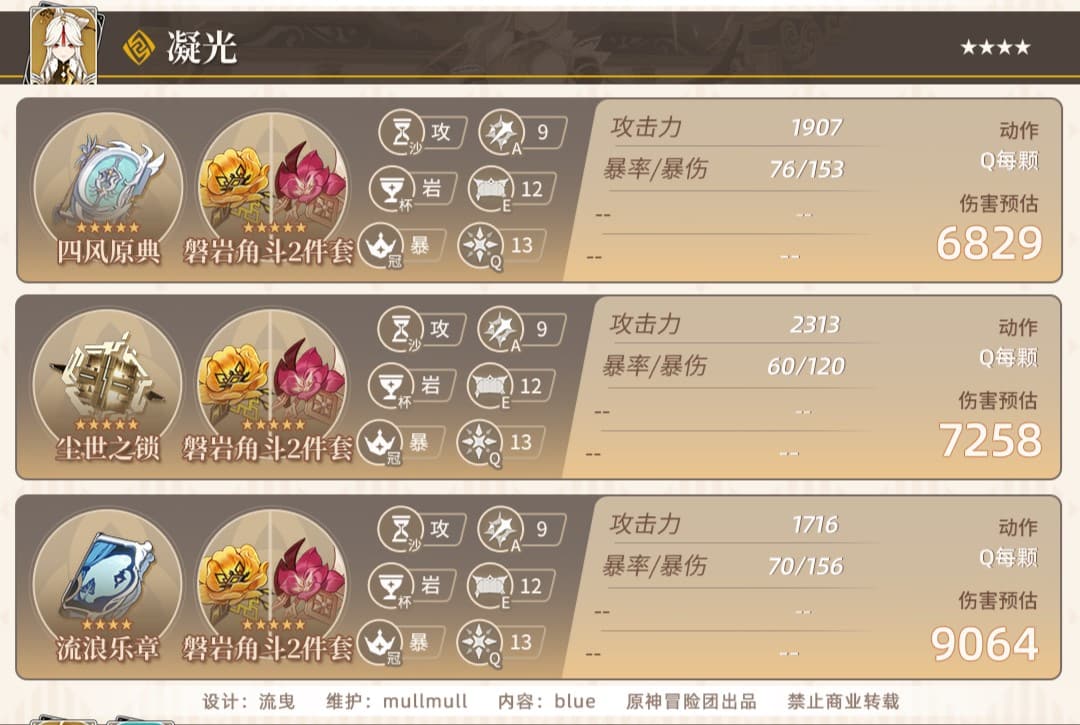 凝光
★★★★
四风原典
★★★★★
磐岩角斗2件套
★★★★★
沙 攻
A 9
杯 岩
E 12
冠 暴
Q 13
攻击力 1907
暴率/暴伤 76/153
-- --
-- --
动作
Q每颗
伤害预估
6829
尘世之锁
★★★★★
磐岩角斗2件套
★★★★★
沙 攻
A 9
杯 岩
E 12
冠 暴
Q 13
攻击力 2313
暴率/暴伤 60/120
-- --
-- --
动作
Q每颗
伤害预估
7258
流浪乐章
★★★★
磐岩角斗2件套
★★★★★
沙 攻
A 9
杯 岩
E 12
冠 暴
Q 13
攻击力 1716
暴率/暴伤 70/156
-- --
-- --
动作
Q每颗
伤害预估
9064
设计：流曳 维护：mullmull 内容：blue 原神冒险团出品 禁止商业转载